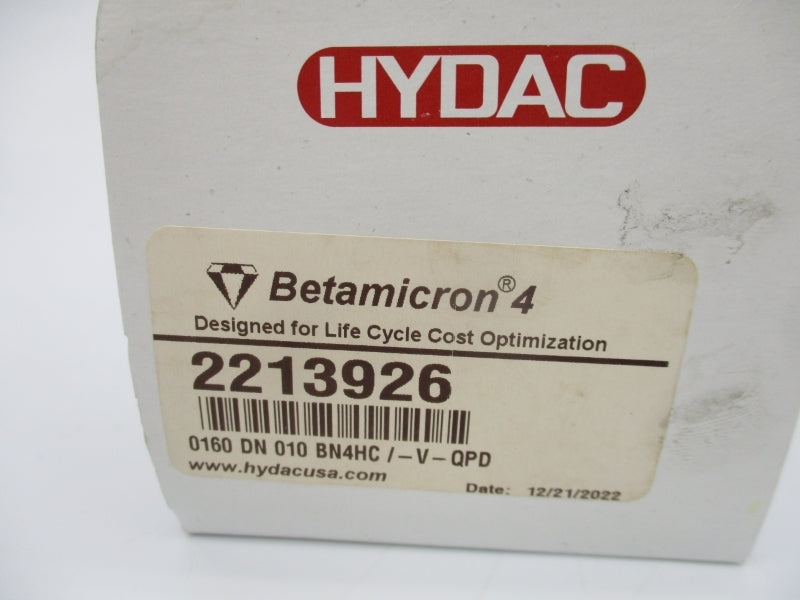 HYDAC
Betamicron®4
Designed for Life Cycle Cost Optimization
2213926
0160 DN 010 BN4HC /-V-QPD
www.hydacusa.com
Date: 12/21/2022